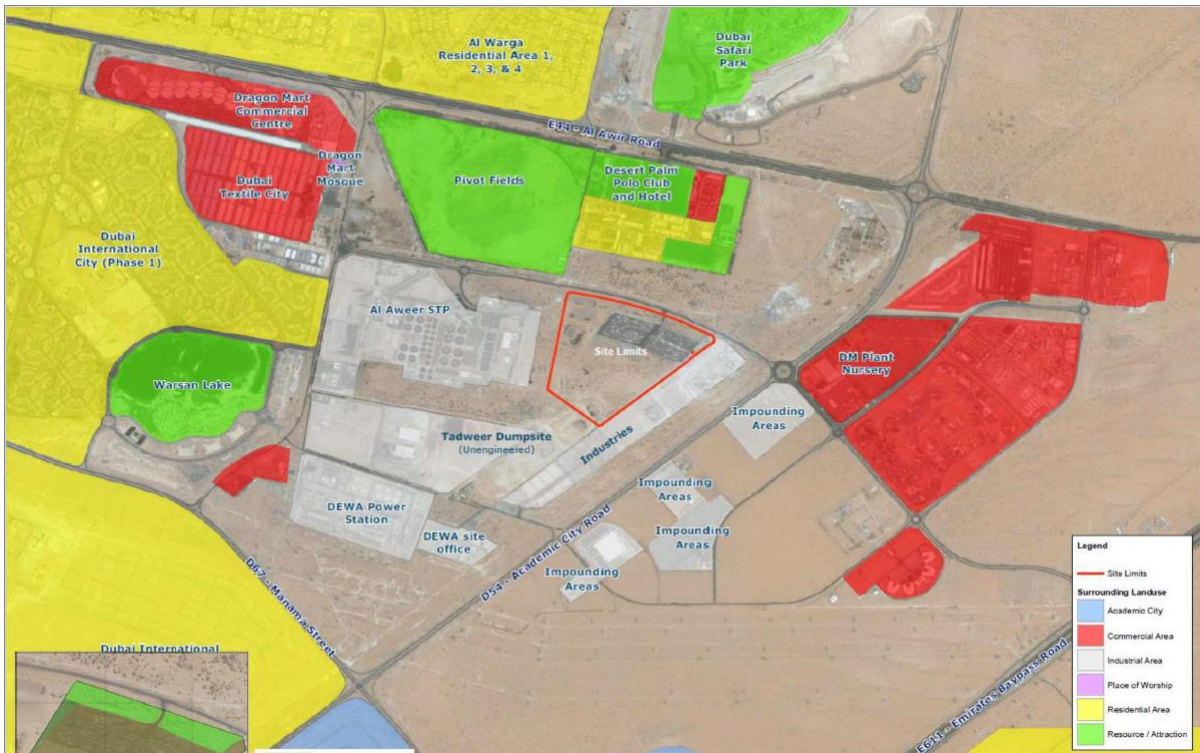 Al Warga
Residential Area 1,
2, 3, & 4
Dubai
Safari
Park
Dragon Mart
Commercial
Centre
E44 - Al Awir Road
Dragon
Mart
Mosque
Dubai
Textile City
Pivot Fields
Desert Palm
Polo Club
and Hotel
Dubai
International
City (Phase 1)
Al Aweer STP
Site Limits
DM Plant
Nursery
Warsan Lake
Impounding
Areas
Tadweer Dumpsite
(Unengineered)
Industries
Impounding
Areas
DEWA Power
Station
DEWA site
office
Impounding
Areas
Impounding
Areas
D54 - Academic City Road
D67 - Manama Street
Dubai International
E611 - Emirates Baypass Road
Legend
Site Limits
Surrounding Landuse
Academic City
Commercial Area
Industrial Area
Place of Worship
Residential Area
Resource / Attraction